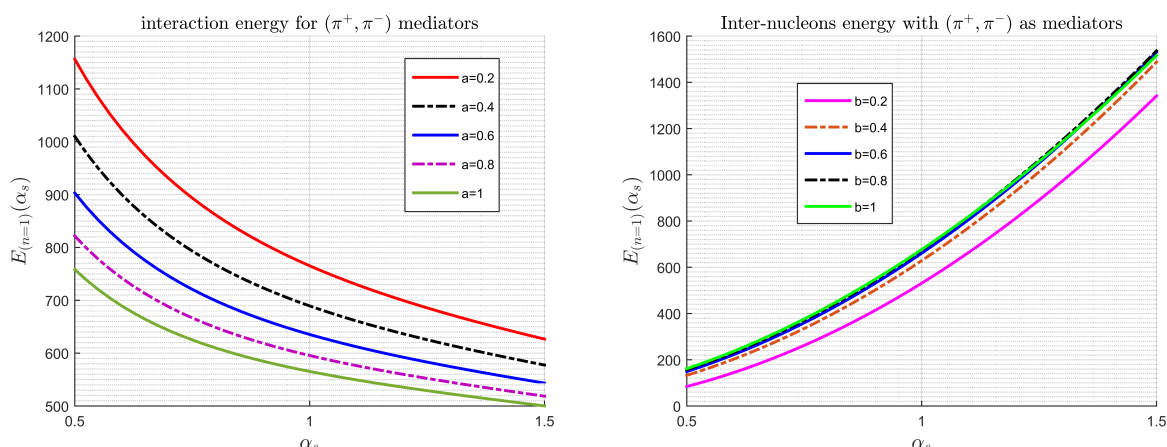 interaction energy for (π⁺, π⁻) mediators
1200
1100
1000
900
800
700
600
500
E₍ₙ₌₁₎(αₛ)
a=0.2
a=0.4
a=0.6
a=0.8
a=1
0.5
1
1.5
αₛ
Inter-nucleons energy with (π⁺, π⁻) as mediators
1600
1400
1200
1000
800
600
400
200
0
E₍ₙ₌₁₎(αₛ)
b=0.2
b=0.4
b=0.6
b=0.8
b=1
0.5
1
1.5
αₛ